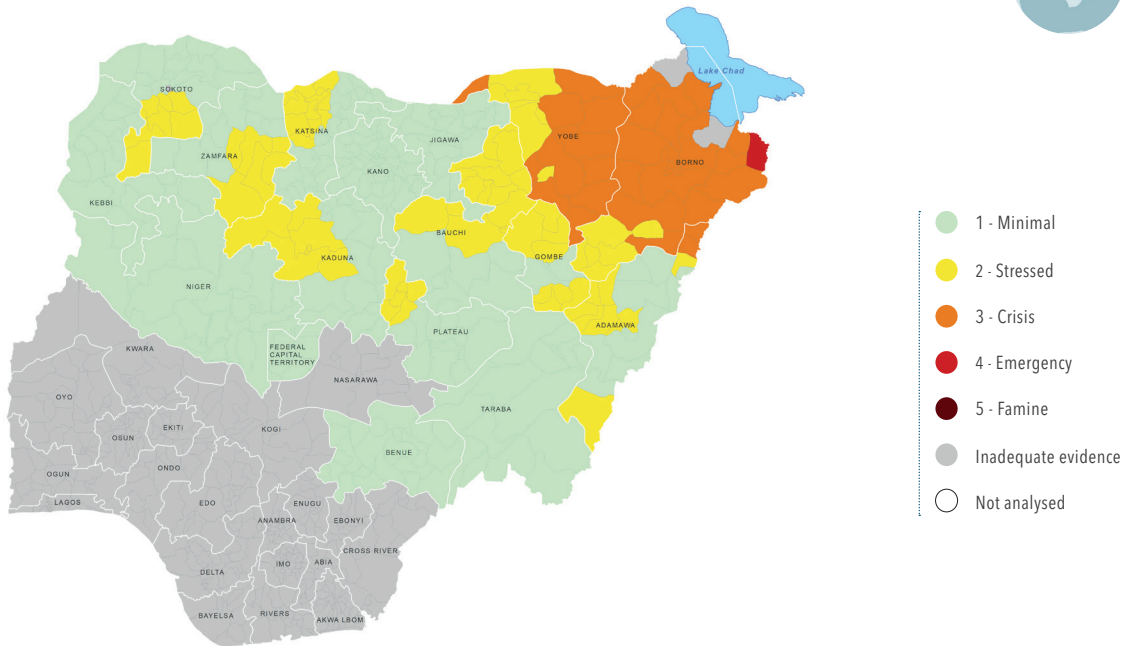 Lake Chad
SOKOTO
KATSINA
YOBE
JIGAWA
ZAMFARA
BORNO
KANO
KEBBI
BAUCHI
GOMBE
KADUNA
NIGER
ADAMAWA
PLATEAU
FEDERAL
CAPITAL
TERRITORY
KWARA
NASARAWA
OYO
TARABA
EKITI
KOGI
OSUN
BENUE
ONDO
OGUN
LAGOS
EDO
ENUGU
ANAMBRA
EBONYI
CROSS RIVER
IMO
ABIA
DELTA
BAYELSA
RIVERS
AKWA LBOM
1 - Minimal
2 - Stressed
3 - Crisis
4 - Emergency
5 - Famine
Inadequate evidence
Not analysed